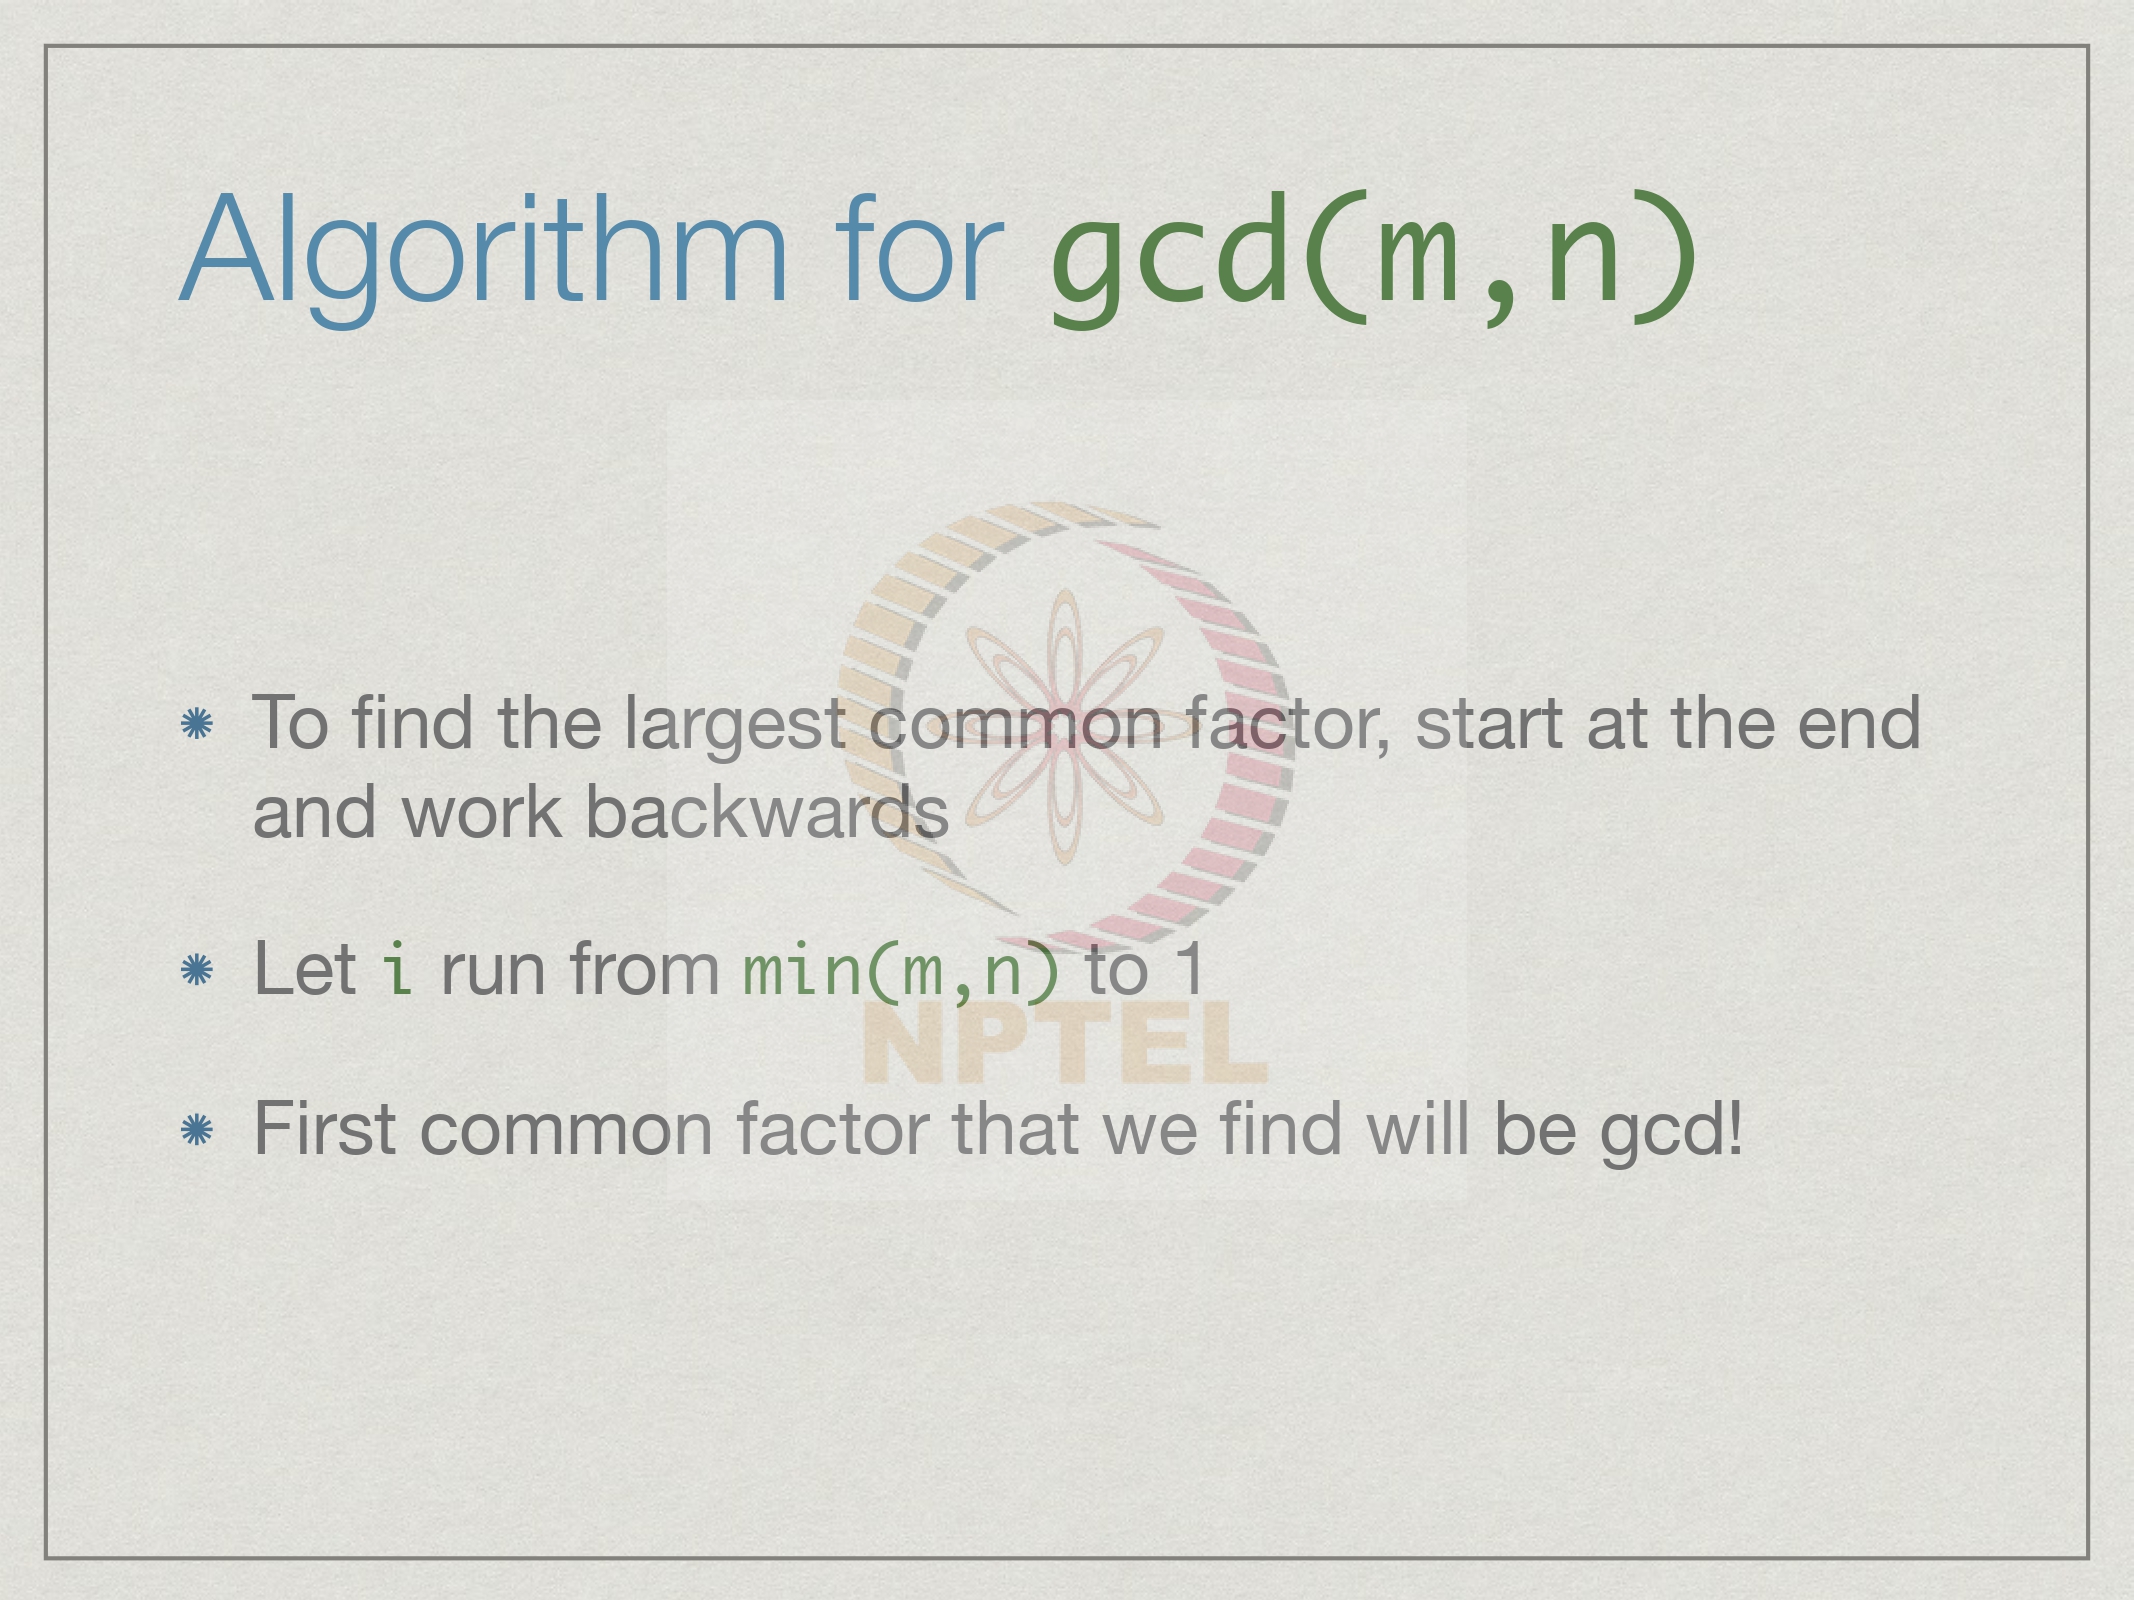 Algorithm for gcd(m,n)
To find the largest common factor, start at the end
and work backwards
Let i run from min(m,n) to 1
NPTEL
First common factor that we find will be gcd!